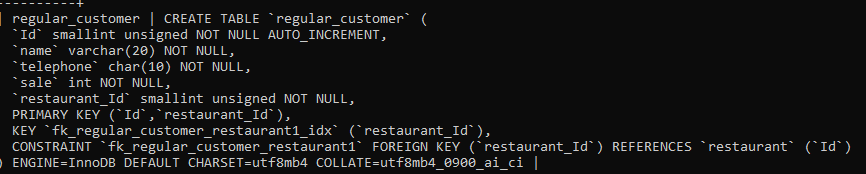 ----------+
| regular_customer | CREATE TABLE `regular_customer` (
  `Id` smallint unsigned NOT NULL AUTO_INCREMENT,
  `name` varchar(20) NOT NULL,
  `telephone` char(10) NOT NULL,
  `sale` int NOT NULL,
  `restaurant_Id` smallint unsigned NOT NULL,
  PRIMARY KEY (`Id`,`restaurant_Id`),
  KEY `fk_regular_customer_restaurant1_idx` (`restaurant_Id`),
  CONSTRAINT `fk_regular_customer_restaurant1` FOREIGN KEY (`restaurant_Id`) REFERENCES `restaurant` (`Id`)
) ENGINE=InnoDB DEFAULT CHARSET=utf8mb4 COLLATE=utf8mb4_0900_ai_ci |